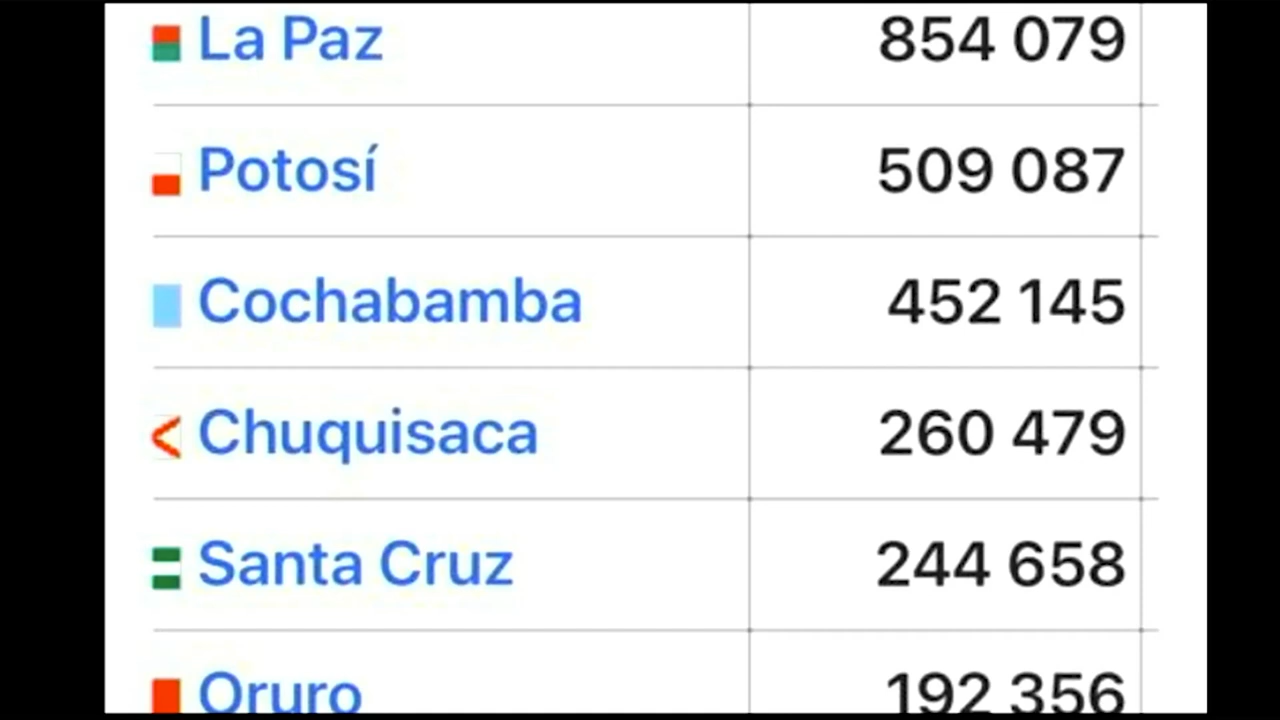 La Paz 854 079
Potosí 509 087
Cochabamba 452 145
Chuquisaca 260 479
Santa Cruz 244 658
Oruro 192 356